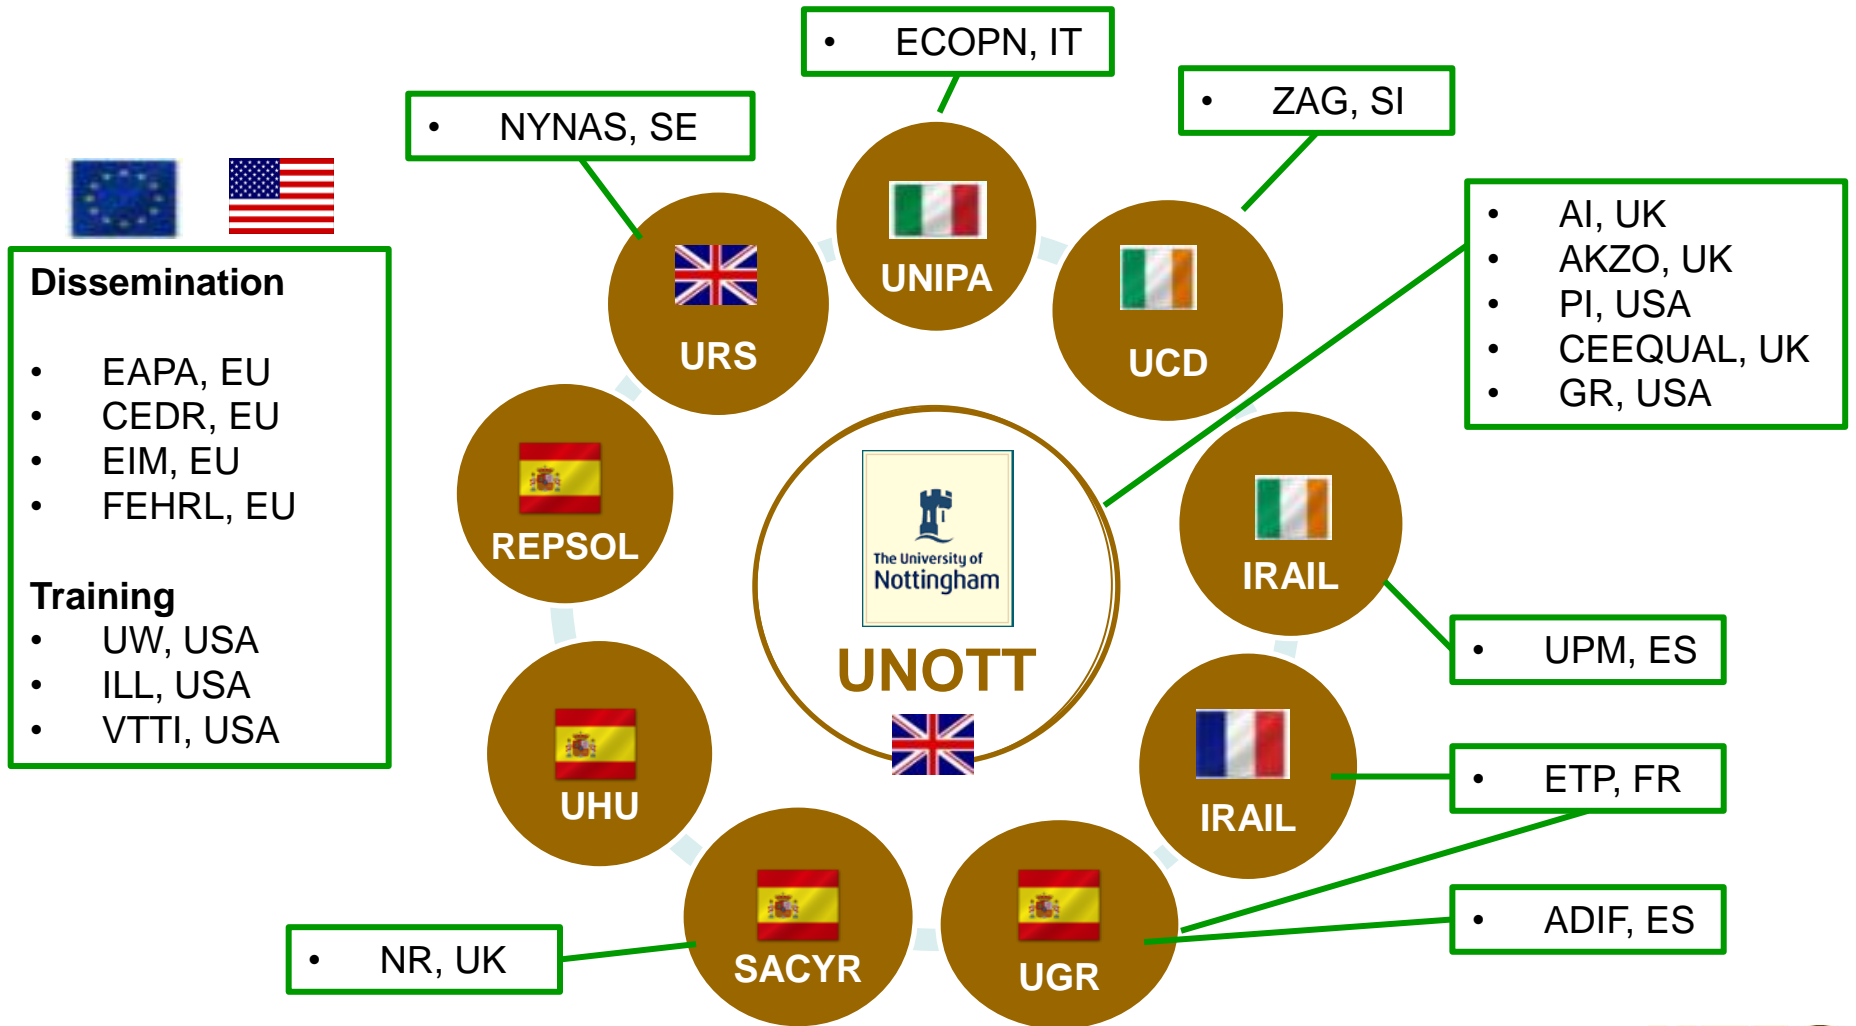 • ECOPN, IT
• NYNAS, SE
• ZAG, SI
• AI, UK
• AKZO, UK
• PI, USA
• CEEQUAL, UK
• GR, USA
Dissemination
• EAPA, EU
• CEDR, EU
• EIM, EU
• FEHRL, EU
Training
• UW, USA
• ILL, USA
• VTTI, USA
UNIPA
URS
UCD
REPSOL
IRAIL
The University of
Nottingham
UNOTT
• UPM, ES
UHU
IRAIL
• ETP, FR
SACYR
UGR
• ADIF, ES
• NR, UK